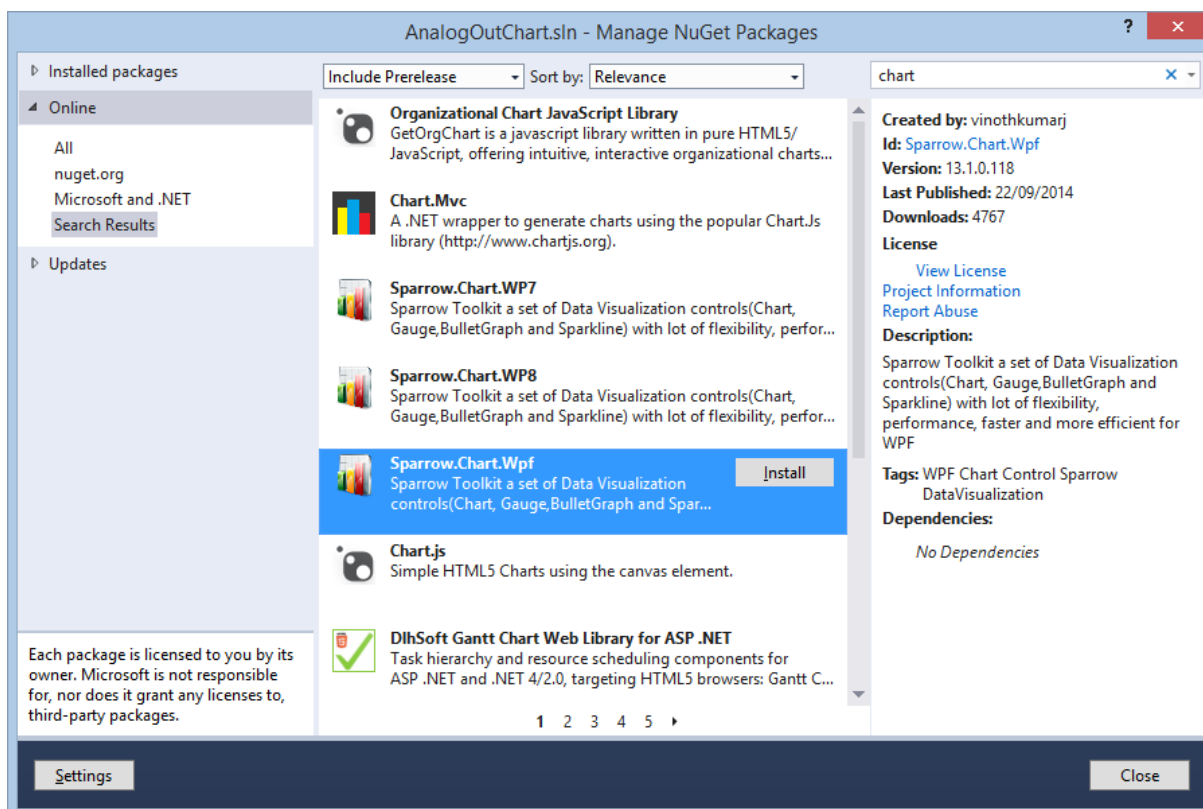 AnalogOutChart.sln - Manage NuGet Packages
?
Installed packages
Online
All
nuget.org
Microsoft and .NET
Search Results
Updates
Each package is licensed to you by its
owner. Microsoft is not responsible
for, nor does it grant any licenses to,
third-party packages.
Include Prerelease
Sort by:
Relevance
Organizational Chart JavaScript Library
GetOrgChart is a javascript library written in pure HTML5/
JavaScript, offering intuitive, interactive organizational charts...
Chart.Mvc
A .NET wrapper to generate charts using the popular ChartJs
library (http://www.chartjs.org).
Sparrow.Chart.WP7
Sparrow Toolkit a set of Data Visualization controls(Chart,
Gauge,BulletGraph and Sparkline) with lot of flexibility, perfor...
Sparrow.Chart.WP8
Sparrow Toolkit a set of Data Visualization controls(Chart,
Gauge,BulletGraph and Sparkline) with lot of flexibility, perfor...
Sparrow.Chart.Wpf
Sparrow Toolkit a set of Data Visualization
controls(Chart, Gauge,BulletGraph and Spar...
Install
Chart.js
Simple HTML5 Charts using the canvas element.
DlhSoft Gantt Chart Web Library for ASP .NET
Task hierarchy and resource scheduling components for
ASP .NET and .NET 4/2.0, targeting HTML5 browsers: Gantt C...
1 2 3 4 5
chart
Created by: vinothkumarj
Id: Sparrow.Chart.Wpf
Version: 13.1.0.118
Last Published: 22/09/2014
Downloads: 4767
License
View License
Project Information
Report Abuse
Description:
Sparrow Toolkit a set of Data Visualization
controls(Chart, Gauge,BulletGraph and
Sparkline) with lot of flexibility,
performance, faster and more efficient for
WPF
Tags: WPF Chart Control Sparrow
DataVisualization
Dependencies:
No Dependencies
Settings
Close